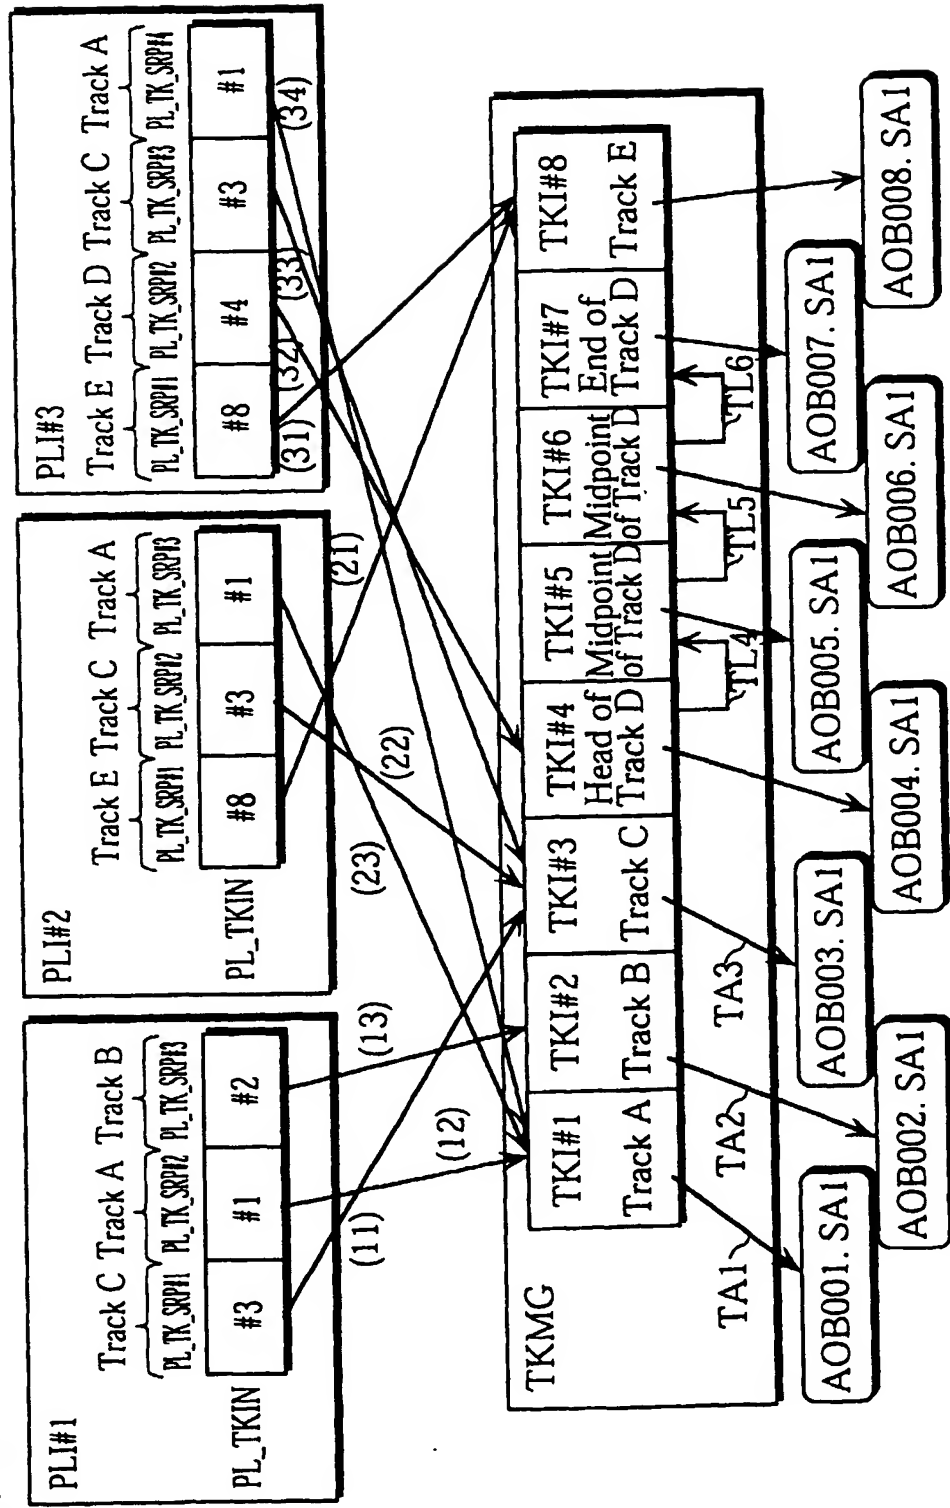 PLI#1
Track C Track A Track B
PL_TK_SRP#1 PL_TK_SRP#2 PL_TK_SRP#3
PL_TKIN #3 #1 #2
PLI#2
Track E Track C Track A
PL_TK_SRP#1 PL_TK_SRP#2 PL_TK_SRP#3
PL_TKIN #8 #3 #1
PLI#3
Track E Track D Track C Track A
PL_TK_SRP#1 PL_TK_SRP#2 PL_TK_SRP#3 PL_TK_SRP#4
#8 #4 #3 #1
(11)
(12)
(13)
(23)
(22)
(21)
(31)
(32)
(33)
(34)
TKMG
TKI#1
Track A
TKI#2
Track B
TKI#3
Track C
TKI#4
Head of
Track D
TKI#5
Midpoint
of Track D
TKI#6
Midpoint
of Track D
TKI#7
End of
Track D
TKI#8
Track E
TA1
TA2
TA3
TL4
TL5
TL6
AOB001. SA1
AOB002. SA1
AOB003. SA1
AOB004. SA1
AOB005. SA1
AOB006. SA1
AOB007. SA1
AOB008. SA1